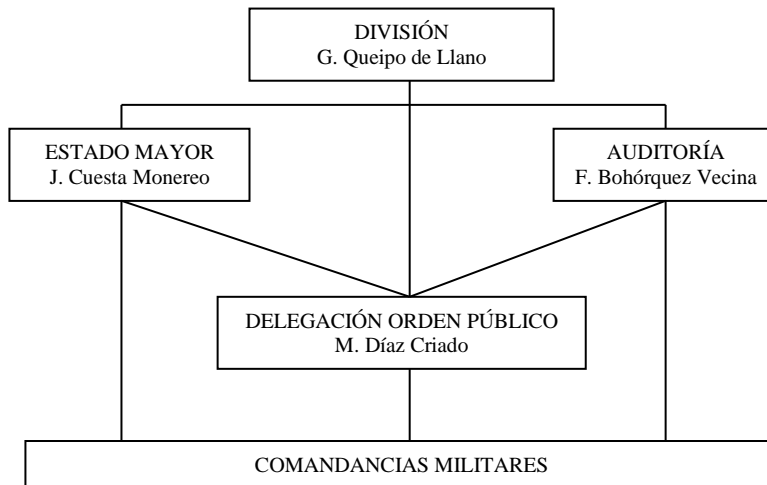 DIVISIÓN
G. Queipo de Llano
ESTADO MAYOR
J. Cuesta Monereo
AUDITORÍA
F. Bohórquez Vecina
DELEGACIÓN ORDEN PÚBLICO
M. Díaz Criado
COMANDANCIAS MILITARES